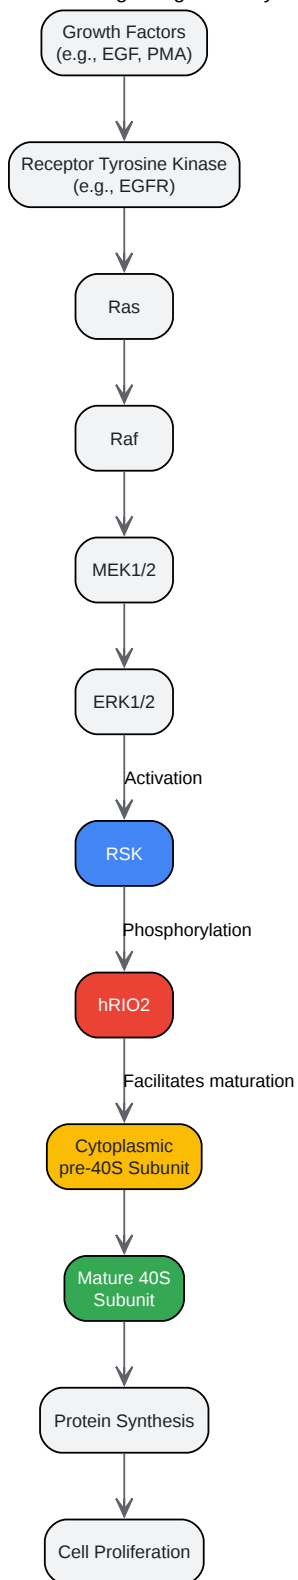 Growth Factors
(e.g., EGF, PMA)
Receptor Tyrosine Kinase
(e.g., EGFR)
Ras
Raf
MEK1/2
ERK1/2
Activation
RSK
Phosphorylation
hRIO2
Facilitates maturation
Cytoplasmic
pre-40S Subunit
Mature 40S
Subunit
Protein Synthesis
Cell Proliferation